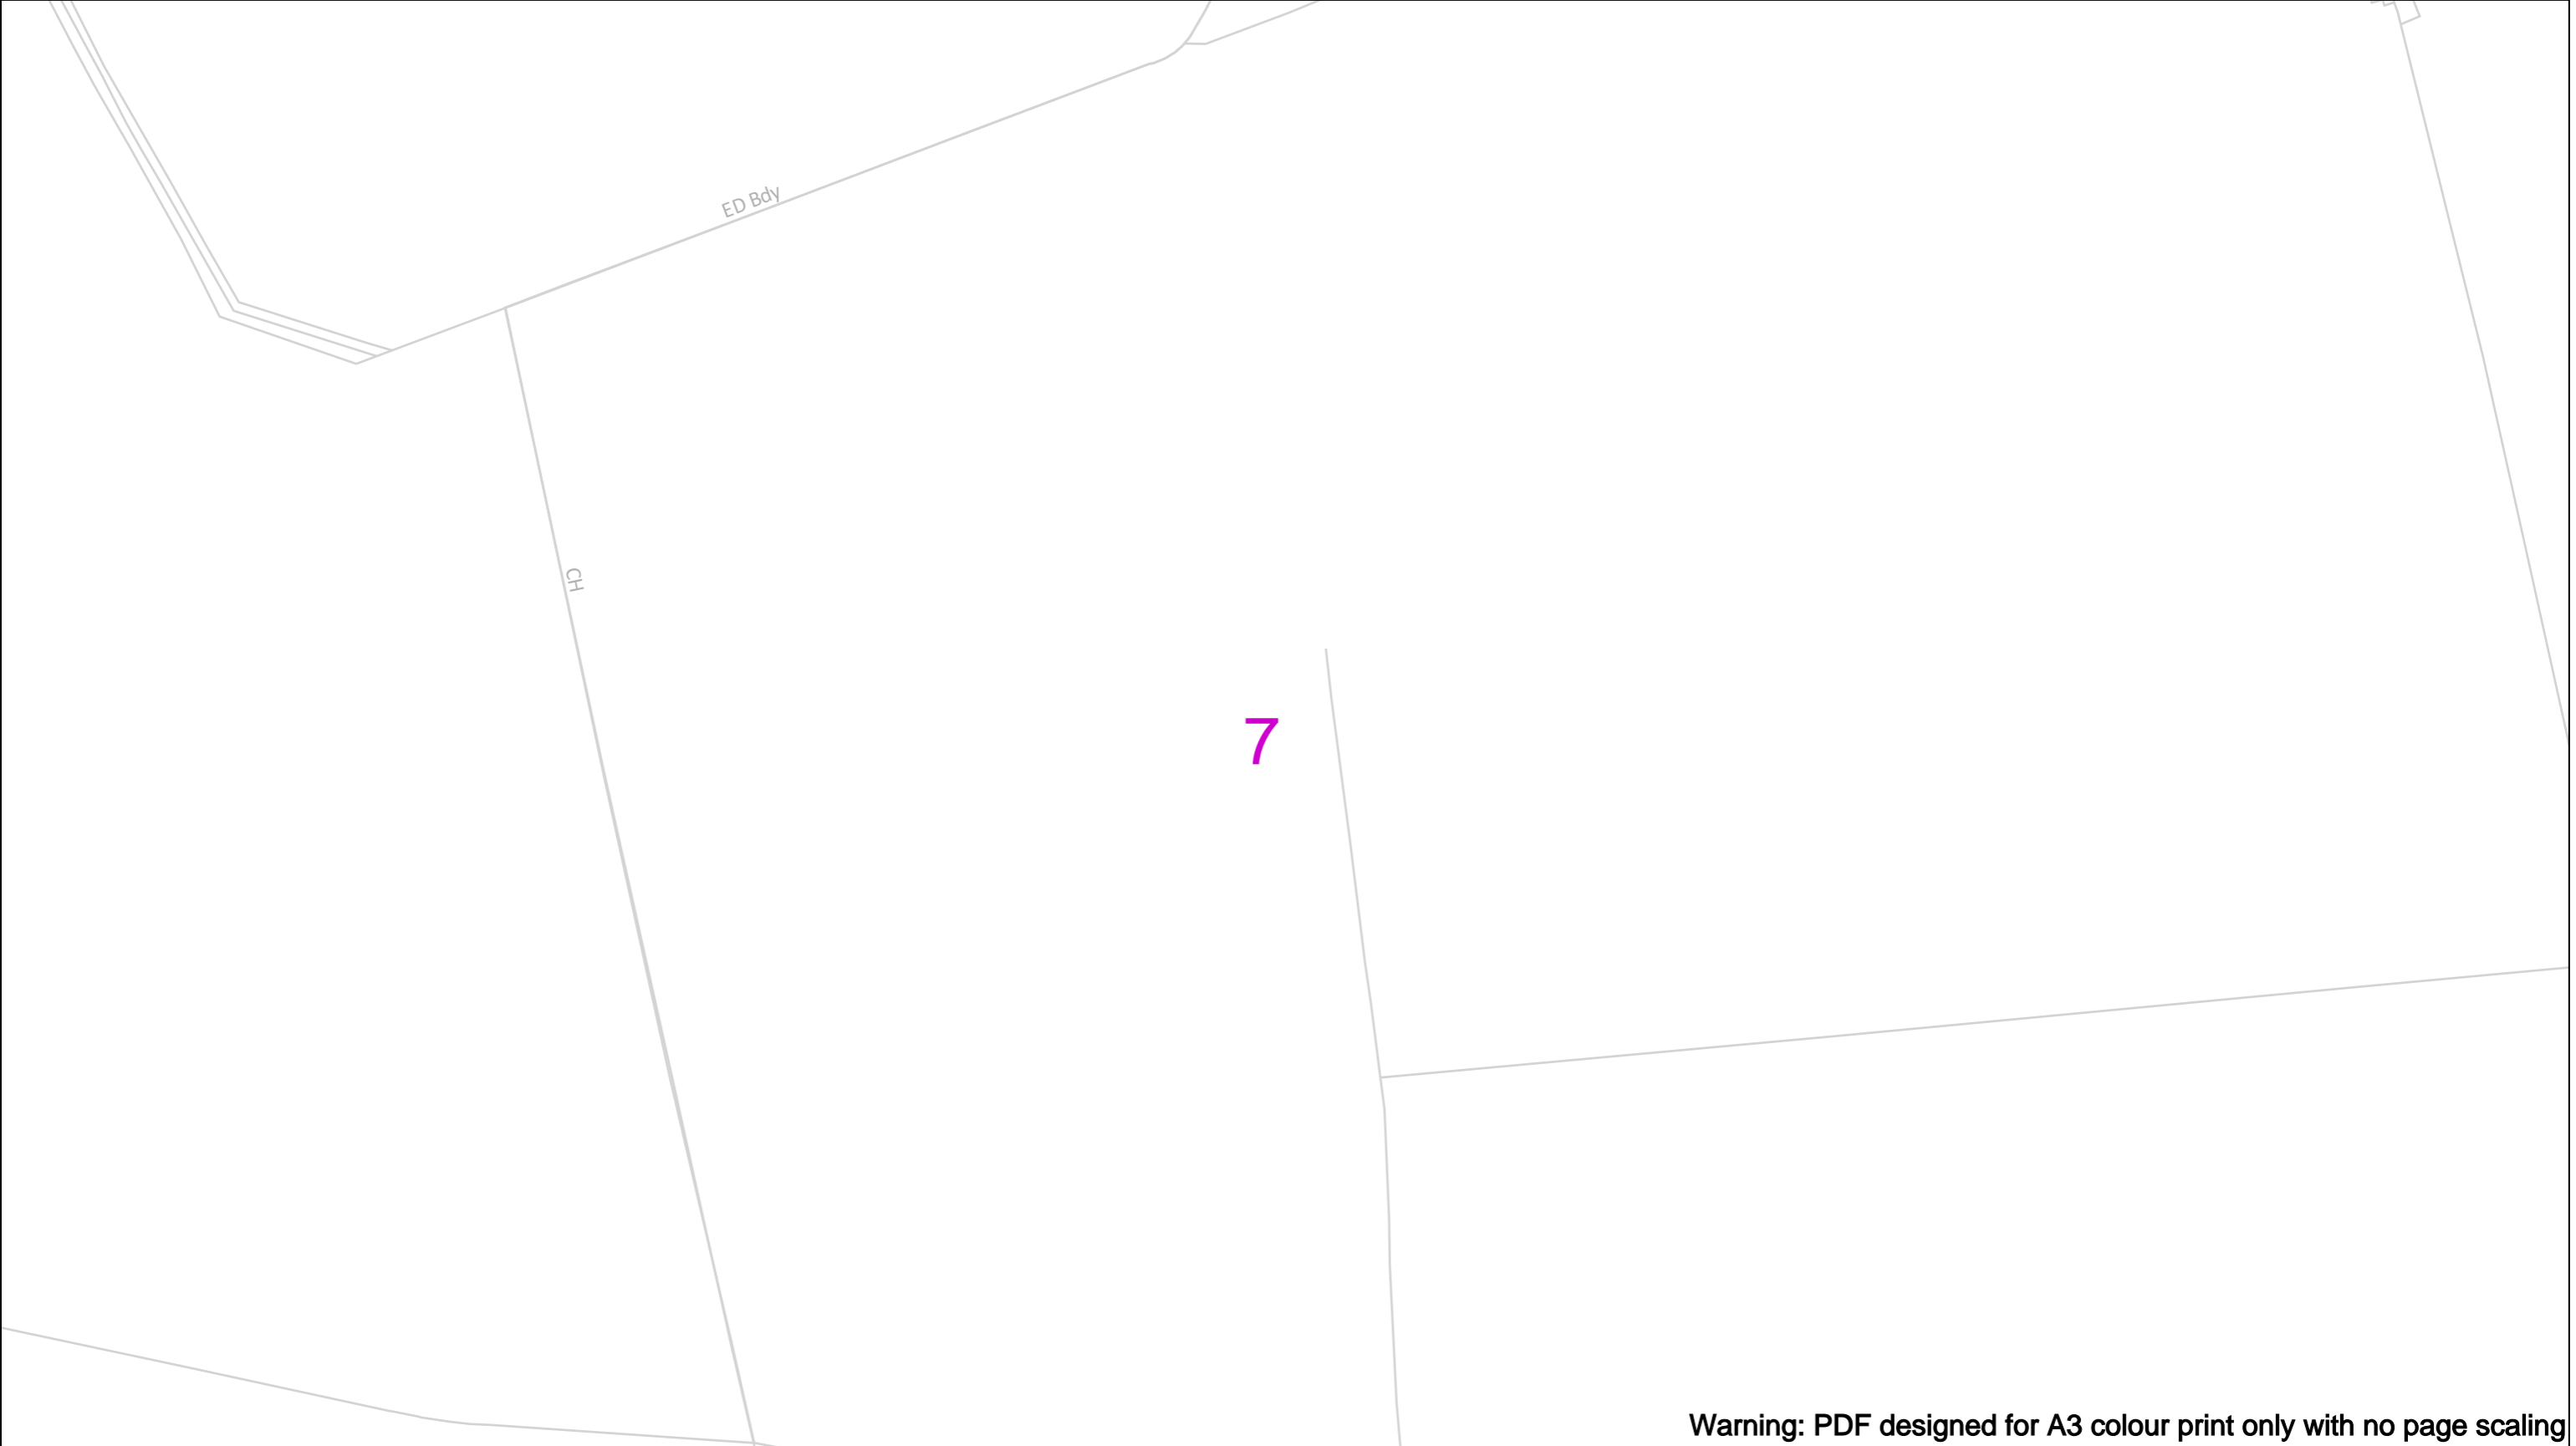 ED Bdy
CH
7
Warning: PDF designed for A3 colour print only with no page scaling